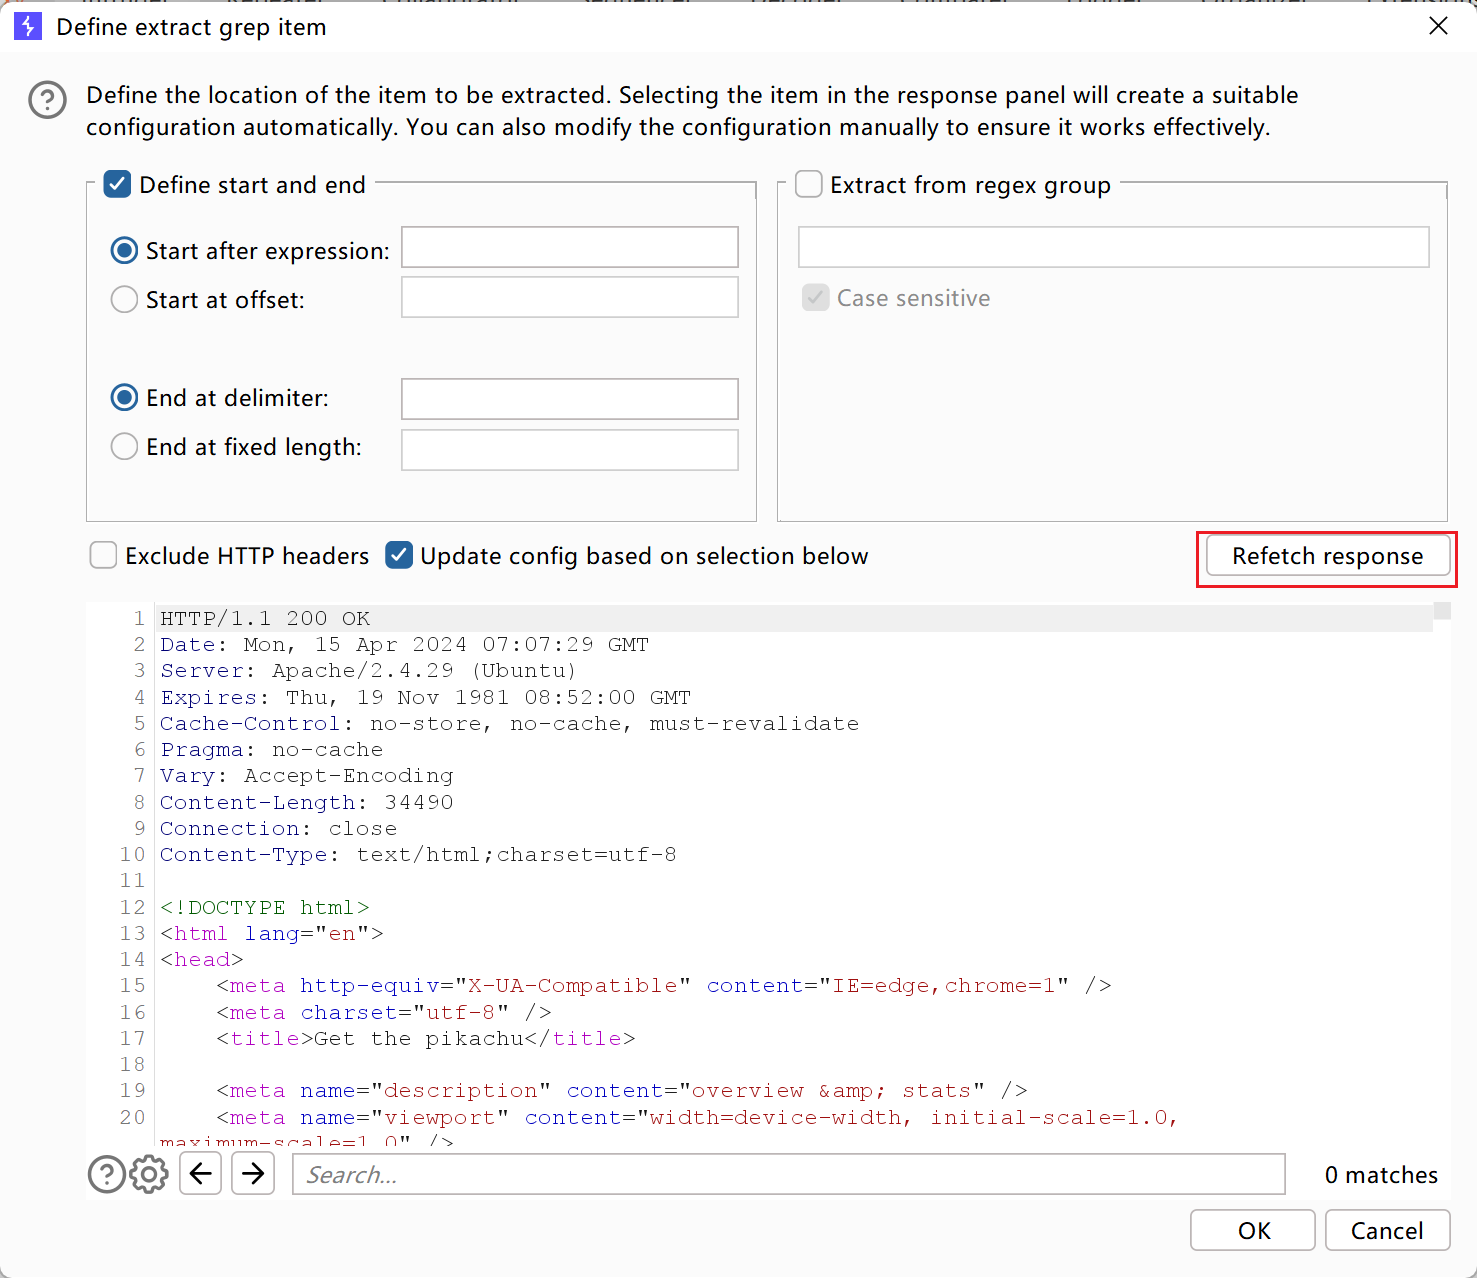 Define extract grep item
Define the location of the item to be extracted. Selecting the item in the response panel will create a suitable
configuration automatically. You can also modify the configuration manually to ensure it works effectively.
Define start and end
Start after expression:
Start at offset:
End at delimiter:
End at fixed length:
Extract from regex group
Case sensitive
Exclude HTTP headers
Update config based on selection below
Refetch response
1 HTTP/1.1 200 OK
2 Date: Mon, 15 Apr 2024 07:07:29 GMT
3 Server: Apache/2.4.29 (Ubuntu)
4 Expires: Thu, 19 Nov 1981 08:52:00 GMT
5 Cache-Control: no-store, no-cache, must-revalidate
6 Pragma: no-cache
7 Vary: Accept-Encoding
8 Content-Length: 34490
9 Connection: close
10 Content-Type: text/html;charset=utf-8
11
12 <!DOCTYPE html>
13 <html lang="en">
14 <head>
15 <meta http-equiv="X-UA-Compatible" content="IE=edge,chrome=1" />
16 <meta charset="utf-8" />
17 <title>Get the pikachu</title>
18
19 <meta name="description" content="overview &amp; stats" />
20 <meta name="viewport" content="width=device-width, initial-scale=1.0,
maximum-scale=1.0" />
Search...
0 matches
OK
Cancel